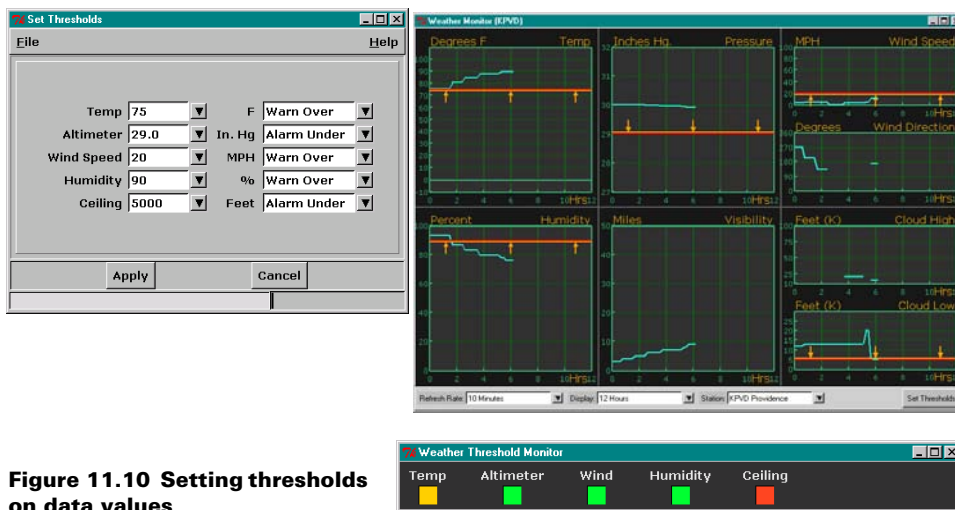 Set Thresholds
File Help
Temp 75 F Warn Over
Altimeter 29.0 In. Hg Alarm Under
Wind Speed 20 MPH Warn Over
Humidity 90 % Warn Over
Ceiling 5000 Feet Alarm Under
Apply Cancel
Weather Monitor (KPVD)
Degrees F Temp
Inches Hg. Pressure
MPH Wind Speed
Degrees Wind Direction
Percent Humidity
Miles Visibility
Feet (K) Cloud High
Feet (K) Cloud Low
Refresh Rate: 10 Minutes Display: 12 Hours Station: KPVD Providence Set Thresholds
Figure 11.10 Setting thresholds
on data values
Weather Threshold Monitor
Temp Altimeter Wind Humidity Ceiling